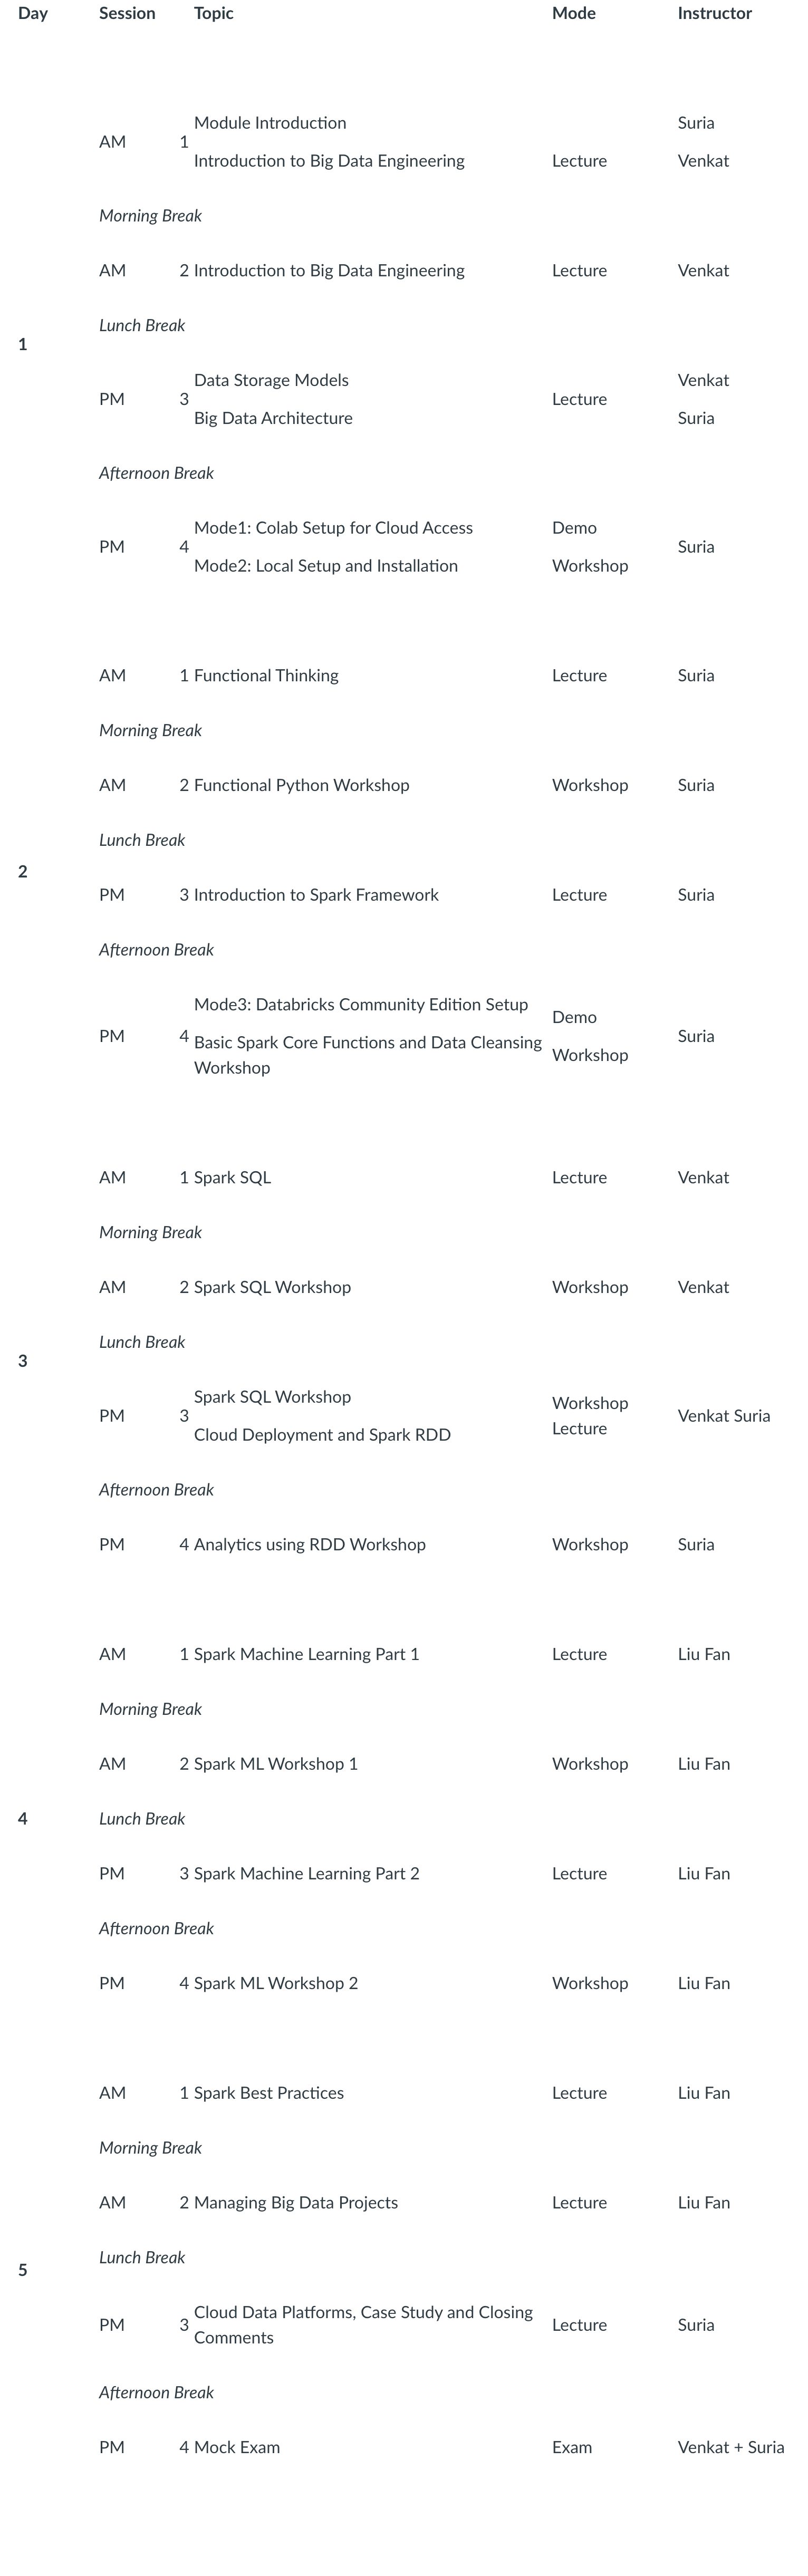 Day Session Topic Mode Instructor
Module Introduction Suria
AM 1
Introduction to Big Data Engineering Lecture Venkat
Morning Break
AM 2 Introduction to Big Data Engineering Lecture Venkat
Lunch Break
1
Data Storage Models Venkat
PM 3 Lecture
Big Data Architecture Suria
Afternoon Break
Mode1: Colab Setup for Cloud Access Demo
PM 4 Suria
Mode2: Local Setup and Installation Workshop
AM 1 Functional Thinking Lecture Suria
Morning Break
AM 2 Functional Python Workshop Workshop Suria
Lunch Break
2
PM 3 Introduction to Spark Framework Lecture Suria
Afternoon Break
Mode3: Databricks Community Edition Setup
Demo
PM 4 Suria
Basic Spark Core Functions and Data Cleansing
Workshop
Workshop
AM 1 Spark SQL Lecture Venkat
Morning Break
AM 2 Spark SQL Workshop Workshop Venkat
Lunch Break
3
Spark SQL Workshop Workshop
PM 3 Venkat Suria
Cloud Deployment and Spark RDD Lecture
Afternoon Break
PM 4 Analytics using RDD Workshop Workshop Suria
AM 1 Spark Machine Learning Part 1 Lecture Liu Fan
Morning Break
AM 2 Spark ML Workshop 1 Workshop Liu Fan
4 Lunch Break
PM 3 Spark Machine Learning Part 2 Lecture Liu Fan
Afternoon Break
PM 4 Spark ML Workshop 2 Workshop Liu Fan
AM 1 Spark Best Practices Lecture Liu Fan
Morning Break
AM 2 Managing Big Data Projects Lecture Liu Fan
Lunch Break
5
Cloud Data Platforms, Case Study and Closing
PM 3 Lecture Suria
Comments
Afternoon Break
PM 4 Mock Exam Exam Venkat + Suria